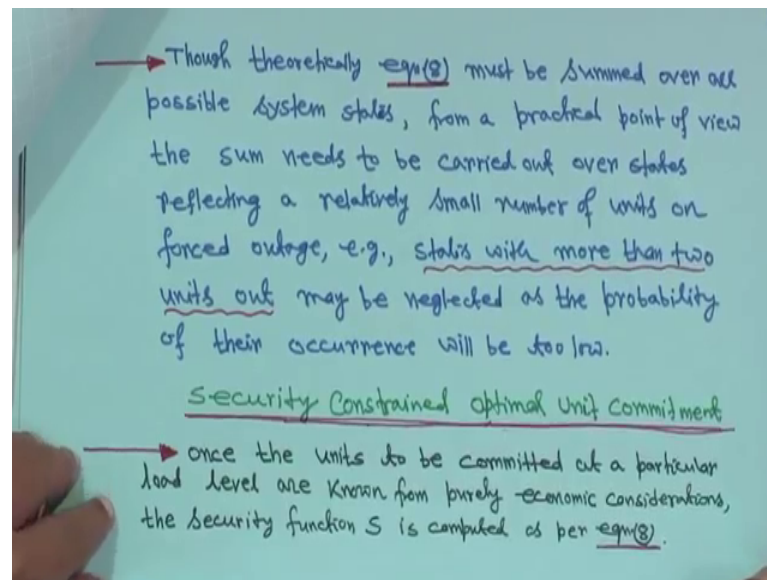 Though theoretically eqn(8) must be summed over all
possible system states, from a practical point of view
the sum needs to be carried out over states
reflecting a relatively small number of units on
forced outage, e.g., states with more than two
units out may be neglected as the probability
of their occurrence will be too low.
Security Constrained Optimal Unit Commitment
Once the units to be committed at a particular
load level are known from purely economic considerations,
the security function S is computed as per eqn(8).